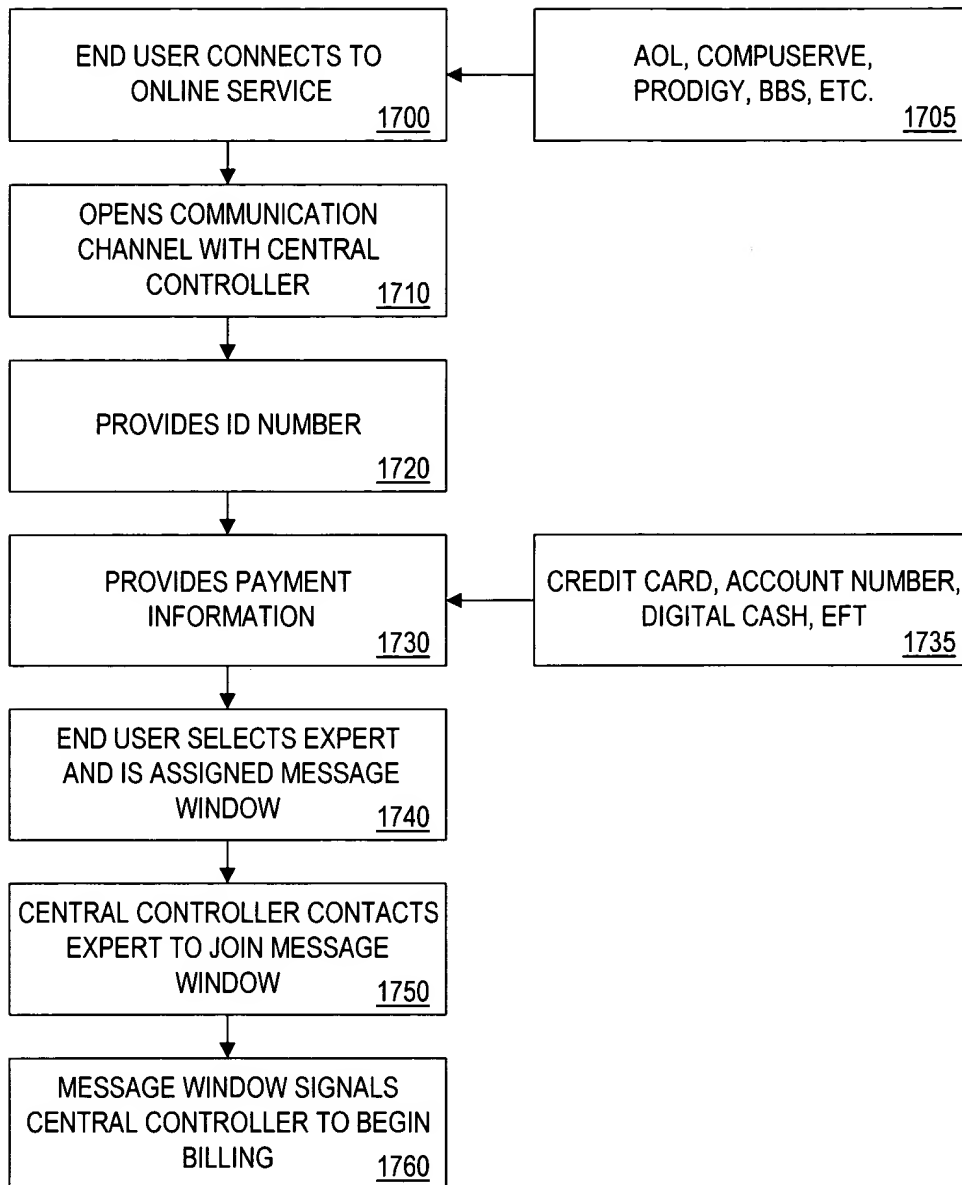 END USER CONNECTS TO
ONLINE SERVICE
1700
AOL, COMPUSERVE,
PRODIGY, BBS, ETC.
1705
OPENS COMMUNICATION
CHANNEL WITH CENTRAL
CONTROLLER
1710
PROVIDES ID NUMBER
1720
PROVIDES PAYMENT
INFORMATION
1730
CREDIT CARD, ACCOUNT NUMBER,
DIGITAL CASH, EFT
1735
END USER SELECTS EXPERT
AND IS ASSIGNED MESSAGE
WINDOW
1740
CENTRAL CONTROLLER CONTACTS
EXPERT TO JOIN MESSAGE
WINDOW
1750
MESSAGE WINDOW SIGNALS
CENTRAL CONTROLLER TO BEGIN
BILLING
1760